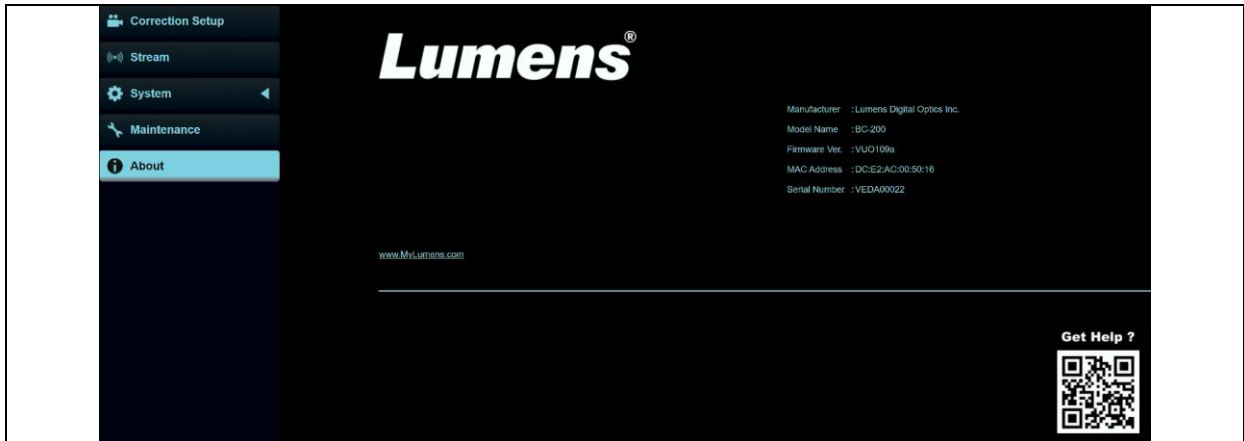 Correction Setup
Stream
System
Maintenance
About
Lumens®
Manufacturer : Lumens Digital Optics Inc.
Model Name : BC-200
Firmware Ver. : VUO109a
MAC Address : DC:E2:AC:00:50:16
Serial Number : VEDA00022
www.MyLumens.com
Get Help ?